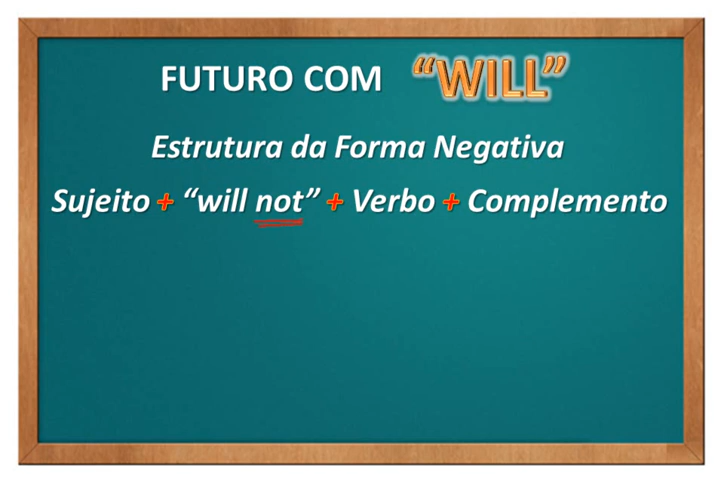 FUTURO COM “WILL”
Estrutura da Forma Negativa
Sujeito + “will not” + Verbo + Complemento